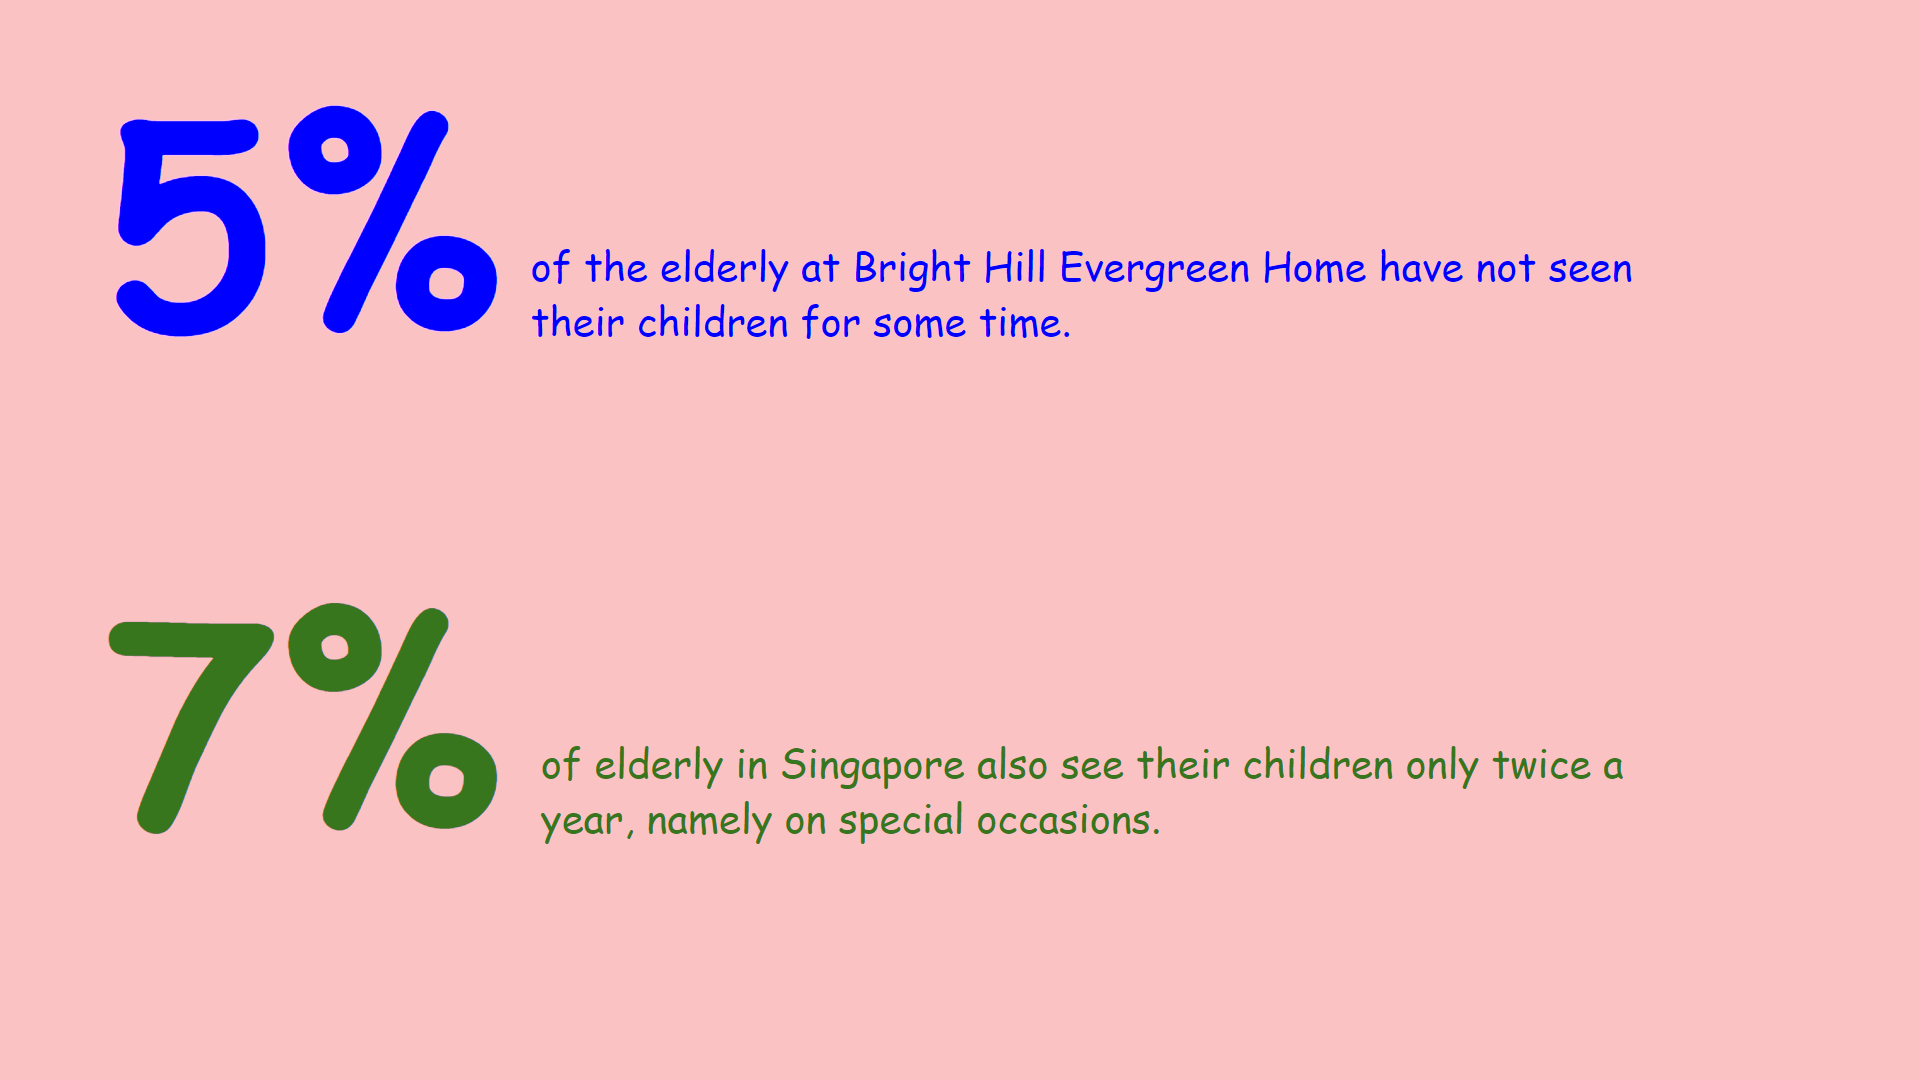 5% of the elderly at Bright Hill Evergreen Home have not seen
their children for some time.
7% of elderly in Singapore also see their children only twice a
year, namely on special occasions.